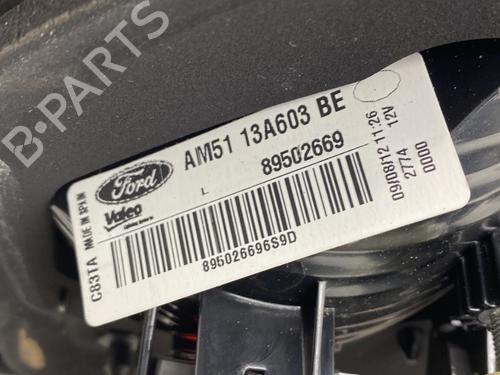 AM51 13A603 BE
Ford
L 89502669
Valeo
895026696S9D
C83TA MADE IN SPAIN
09/08/12 11:26
2774 12V
0000
B-PARTS